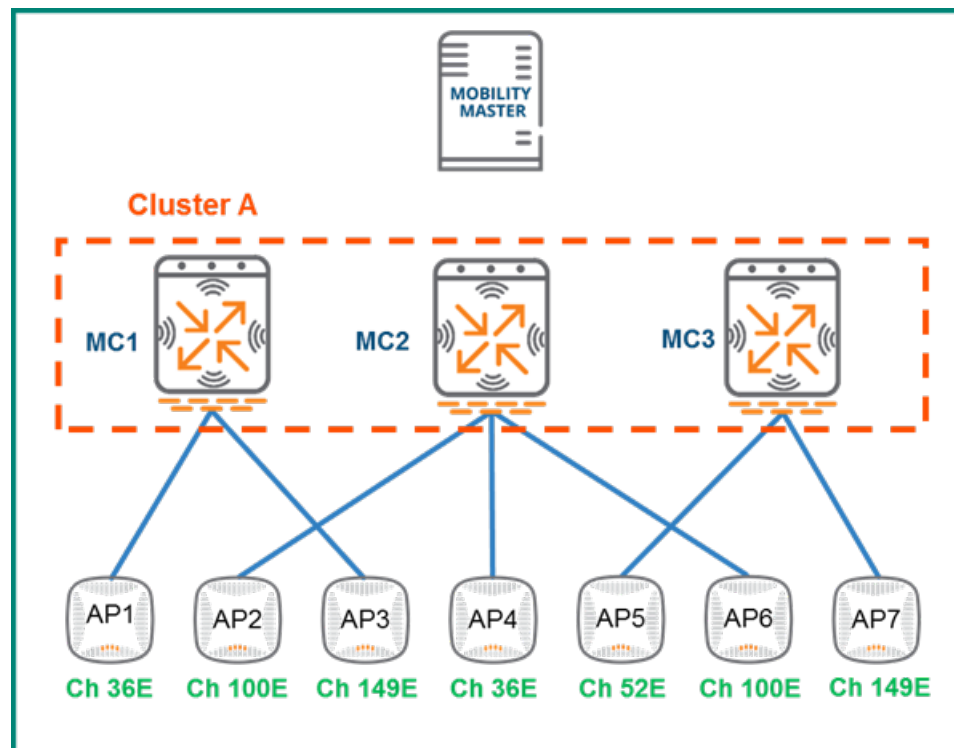 MOBILITY
MASTER
Cluster A
MC1
MC2
MC3
AP1
AP2
AP3
AP4
AP5
AP6
AP7
Ch 36E
Ch 100E
Ch 149E
Ch 36E
Ch 52E
Ch 100E
Ch 149E